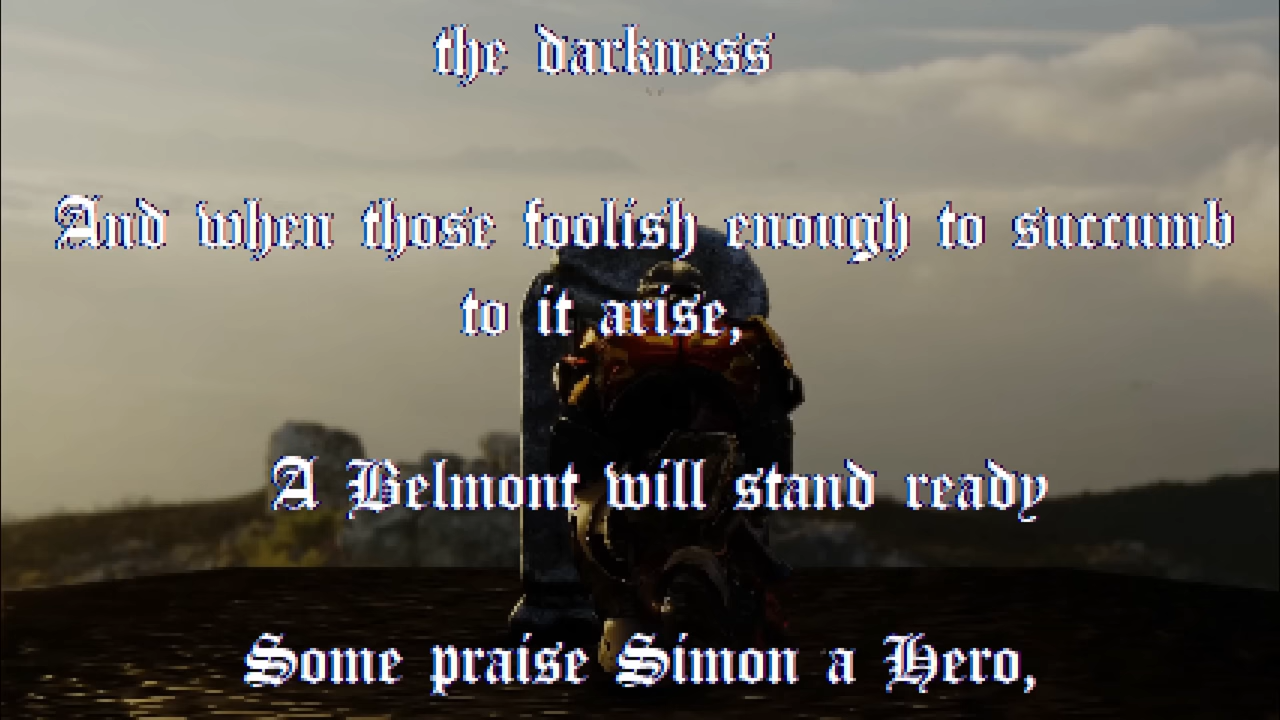 the darkness
And when those foolish enough to succumb
to it arise,
A Belmont will stand ready
Some praise Simon a Hero,